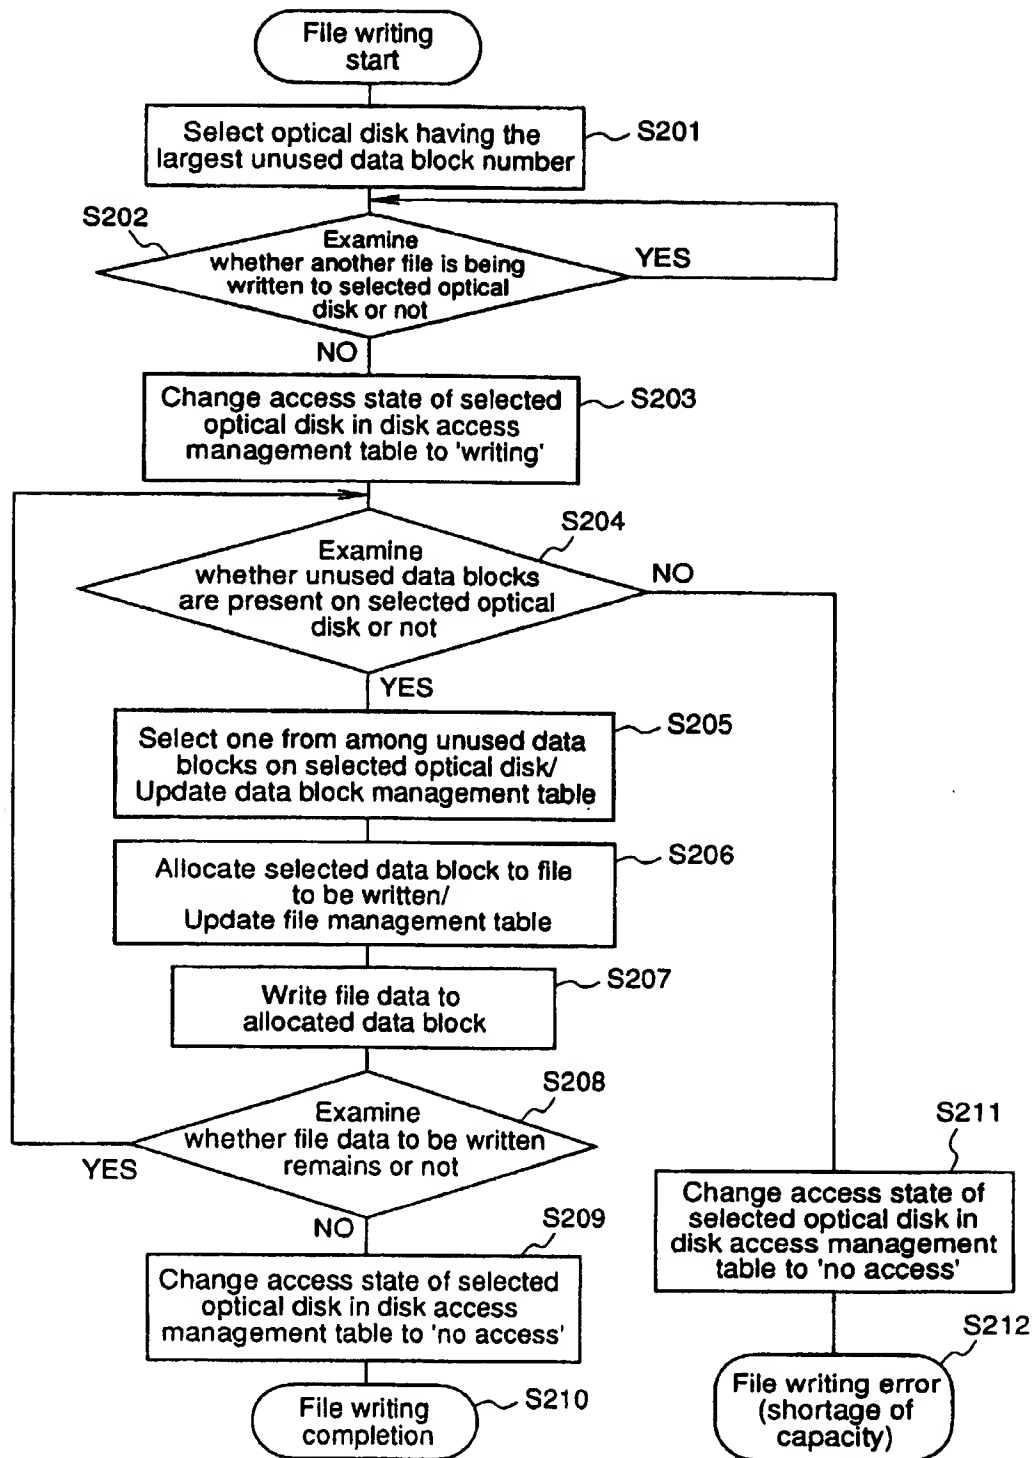 File writing
start
Select optical disk having the
largest unused data block number
S201
S202
Examine
whether another file is being
written to selected optical
disk or not
YES
NO
Change access state of selected
optical disk in disk access
management table to 'writing'
S203
S204
Examine
whether unused data blocks
are present on selected optical
disk or not
NO
YES
Select one from among unused data
blocks on selected optical disk/
Update data block management table
S205
Allocate selected data block to file
to be written/
Update file management table
S206
Write file data to
allocated data block
S207
S208
Examine
whether file data to be written
remains or not
YES
NO
S209
Change access state of selected
optical disk in disk access
management table to 'no access'
File writing
completion
S210
S211
Change access state of
selected optical disk in
disk access management
table to 'no access'
S212
File writing error
(shortage of
capacity)